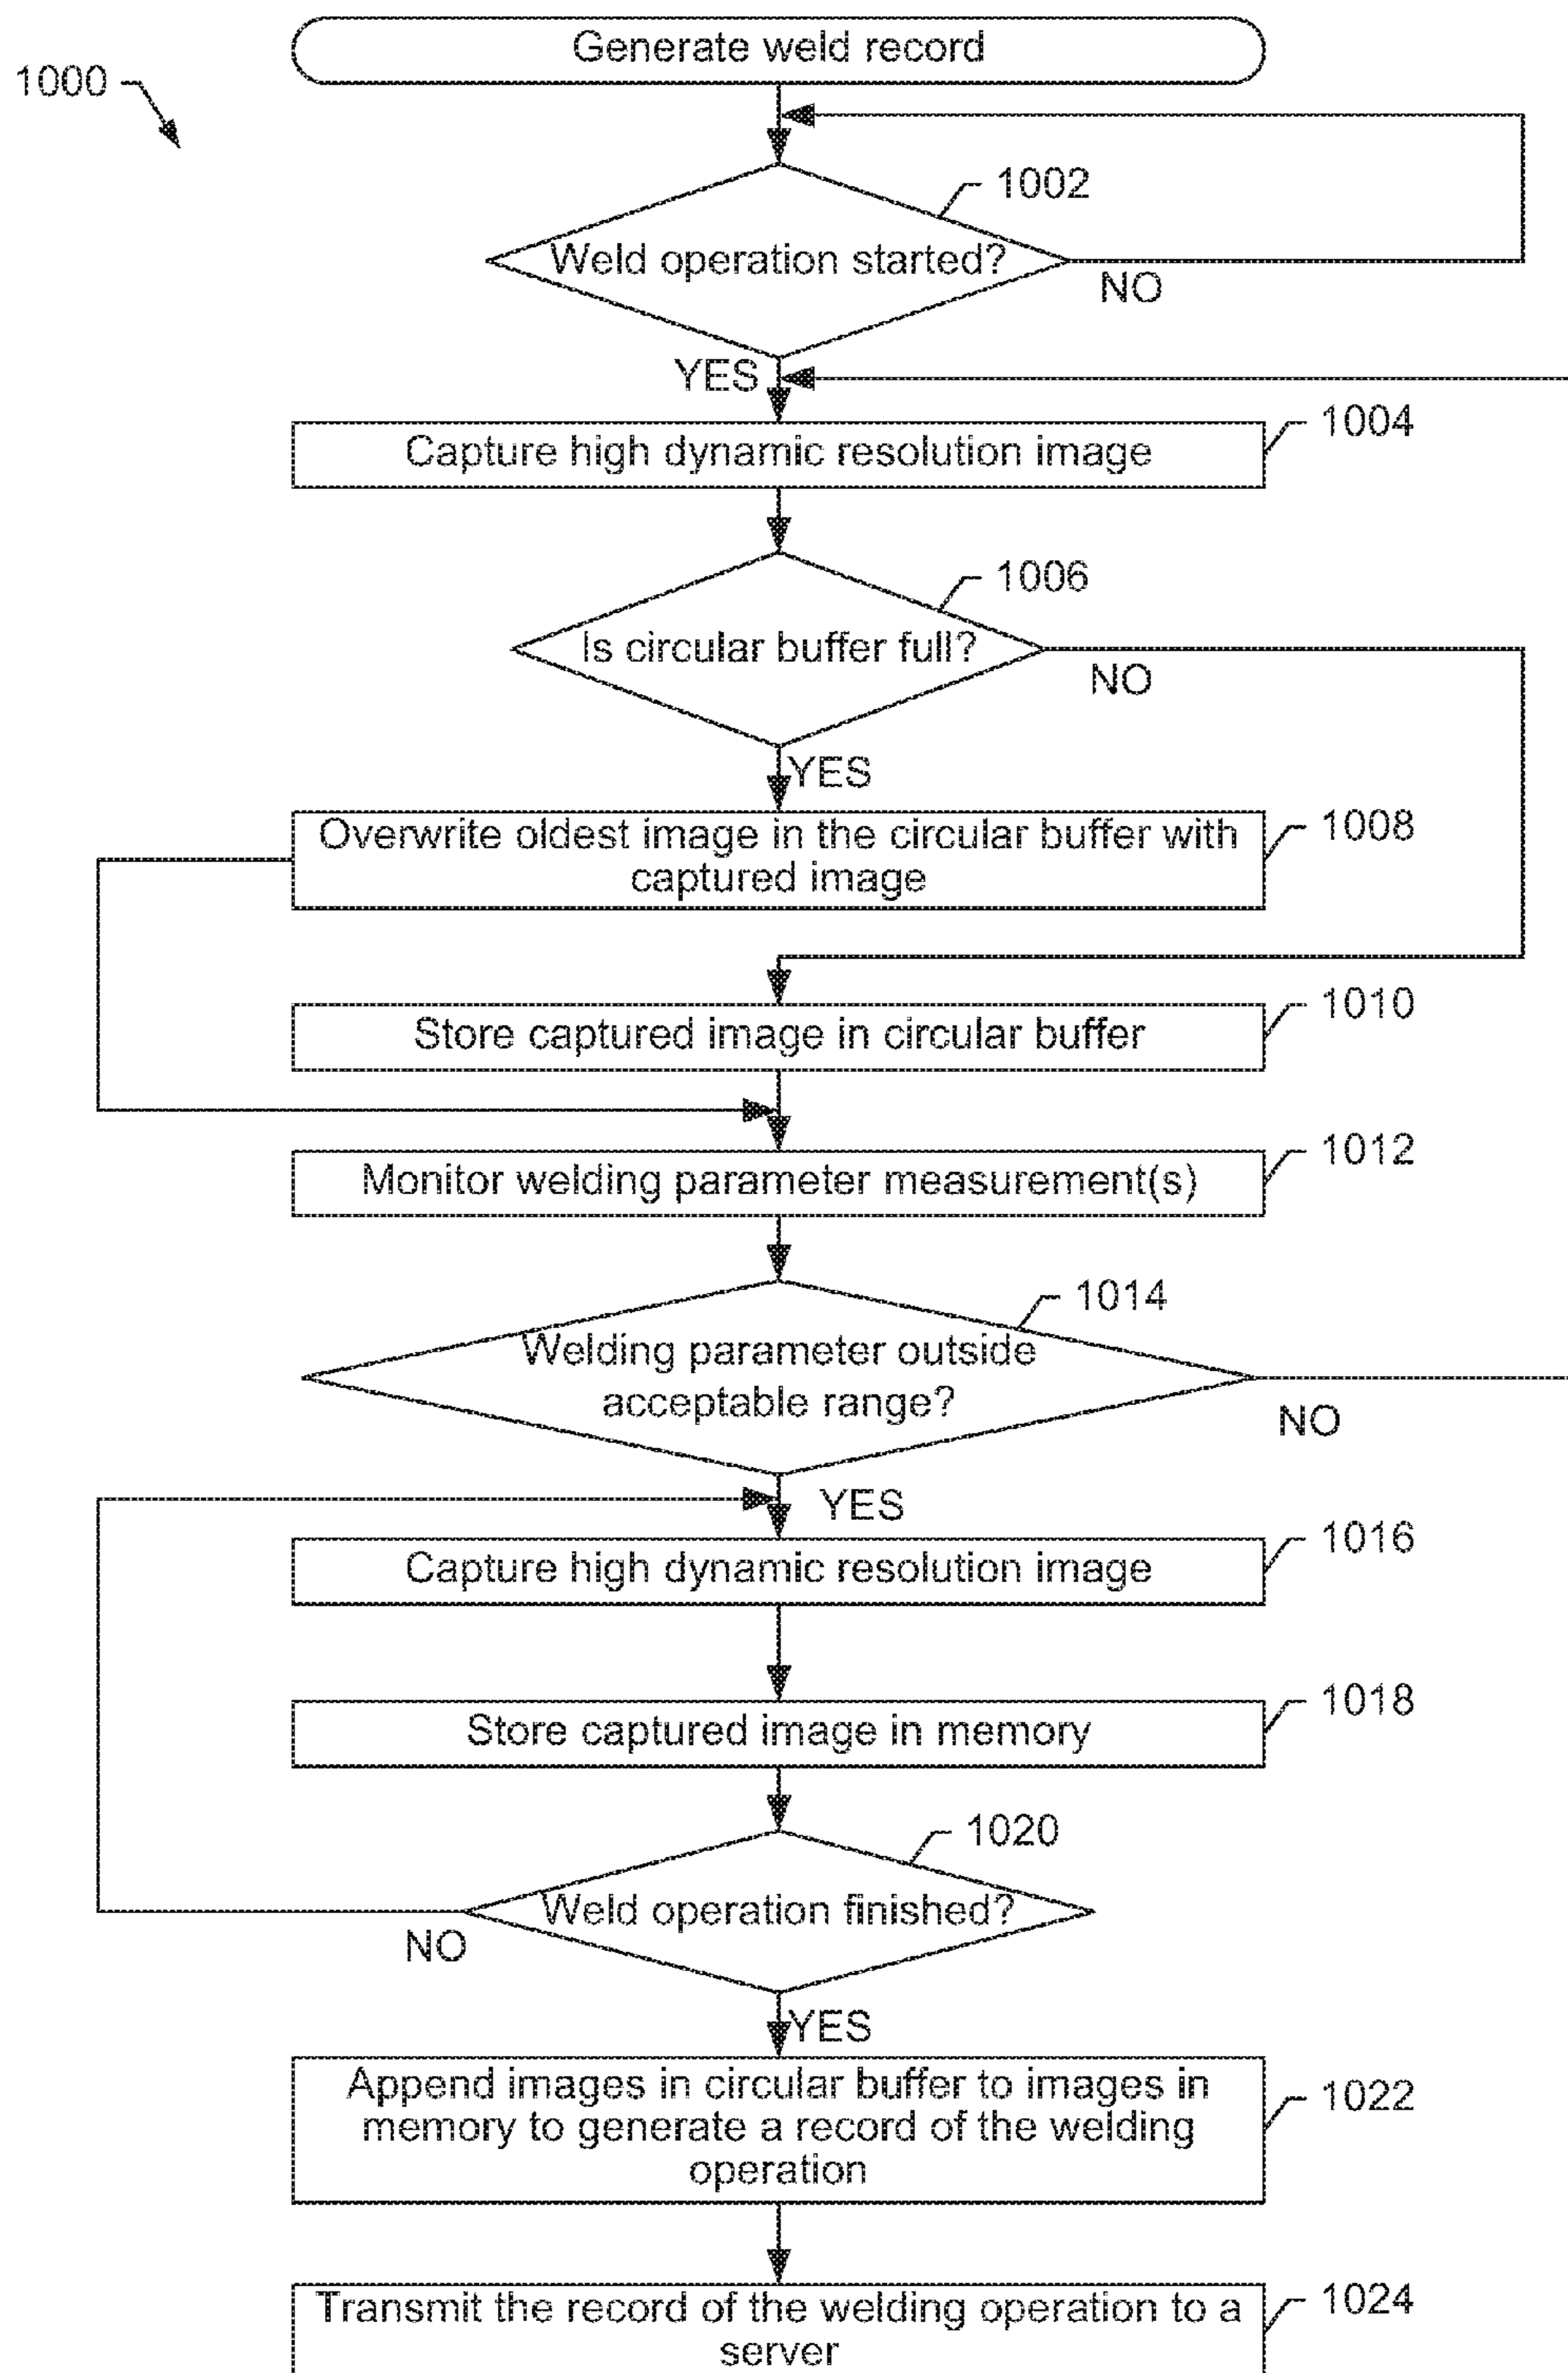 Generate weld record
1000
1002
Weld operation started?
NO
YES
1004
Capture high dynamic resolution image
1006
Is circular buffer full?
NO
YES
1008
Overwrite oldest image in the circular buffer with
captured image
1010
Store captured image in circular buffer
1012
Monitor welding parameter measurement(s)
1014
Welding parameter outside
acceptable range?
NO
YES
1016
Capture high dynamic resolution image
1018
Store captured image in memory
1020
Weld operation finished?
NO
YES
Append images in circular buffer to images in
1022
memory to generate a record of the welding
operation
1024
Transmit the record of the welding operation to a
server